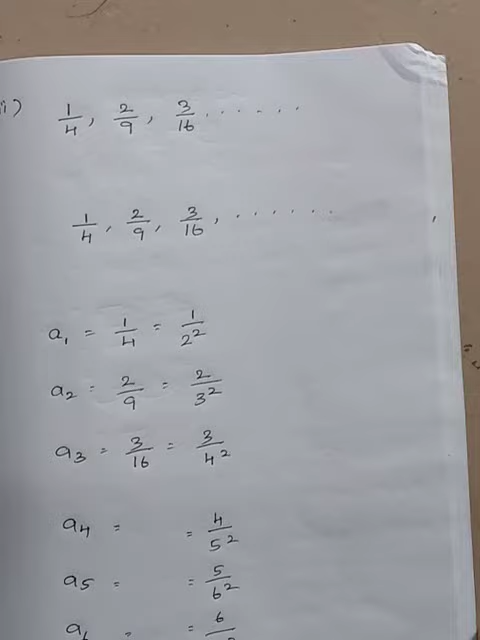 ii) 1/4, 2/9, 3/16 .......
1/4, 2/9, 3/16, .......
a₁ = 1/4 = 1/2²
a₂ = 2/9 = 2/3²
a₃ = 3/16 = 3/4²
a₄ = = 4/5²
a₅ = = 5/6²
= 6/